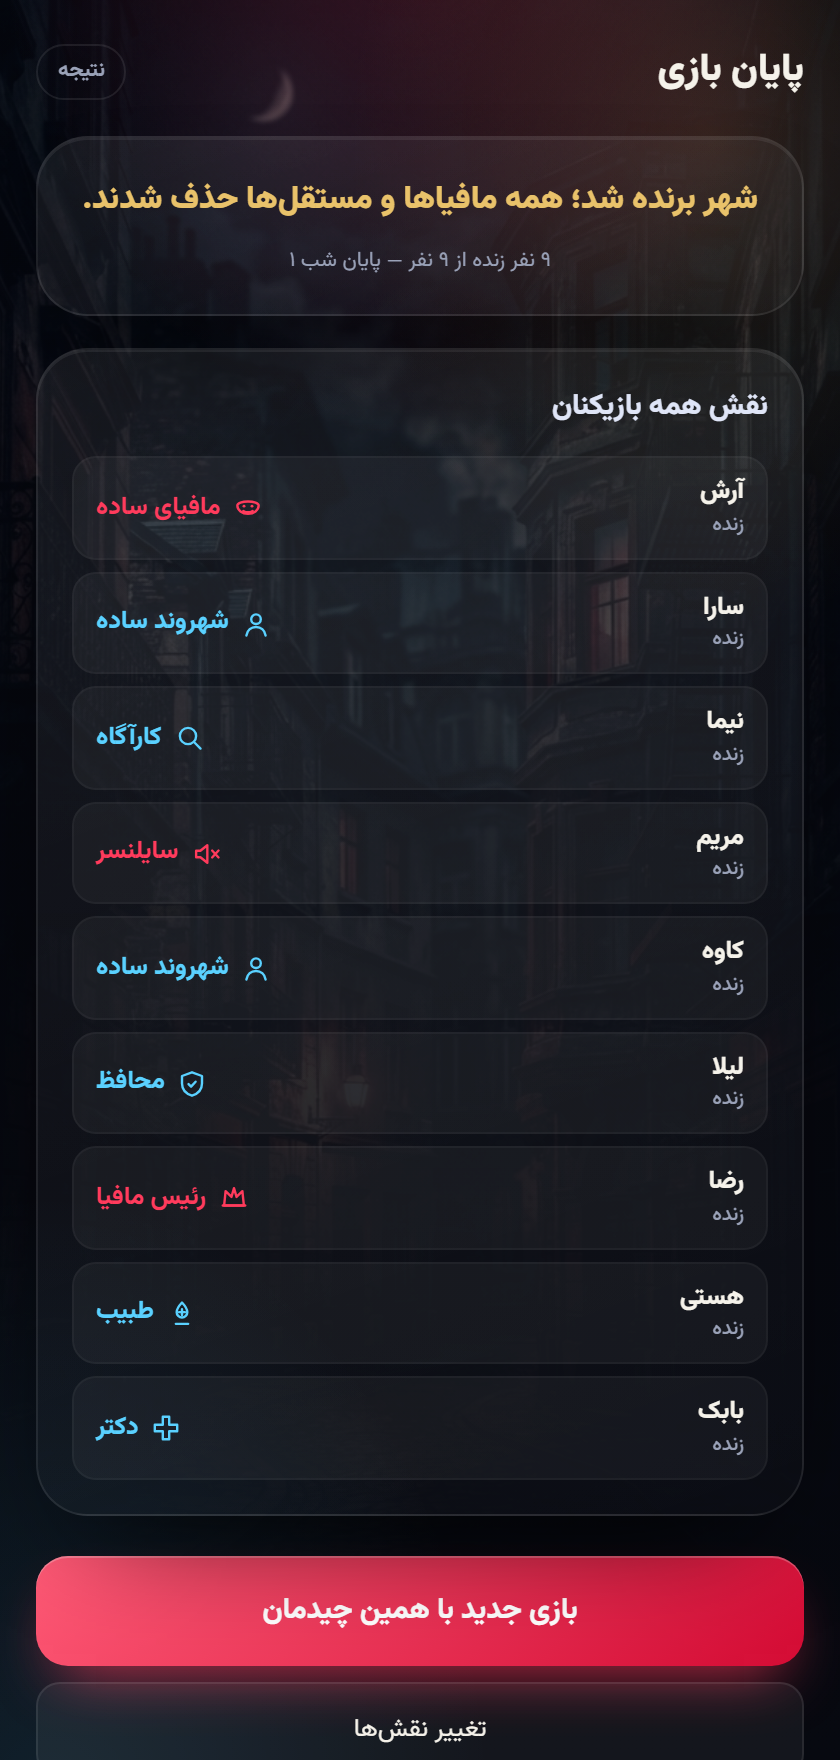 پایان بازی
نتیجه
شهر برنده شد؛ همه مافیاها و مستقل‌ها حذف شدند.
۹ نفر زنده از ۹ نفر — پایان شب ۱
نقش همه بازیکنان
آرش
زنده
مافیای ساده
سارا
زنده
شهروند ساده
نیما
زنده
کارآگاه
مریم
زنده
سایلنسر
کاوه
زنده
شهروند ساده
لیلا
زنده
محافظ
رضا
زنده
رئیس مافیا
هستی
زنده
طبیب
بابک
زنده
دکتر
بازی جدید با همین چیدمان
تغییر نقش‌ها